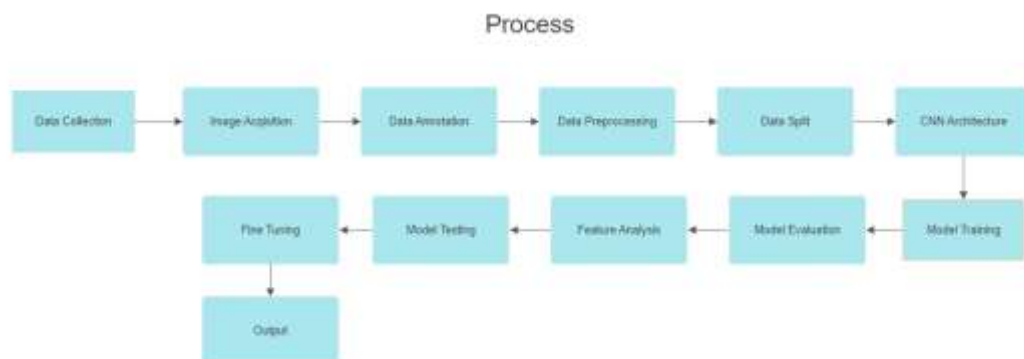 Process
Data Collection
Image Acqisition
Data Annotation
Data Preprocessing
Data Split
CNN Architecture
Fine Tuning
Model Testing
Feature Analysis
Model Evaluation
Model Training
Output